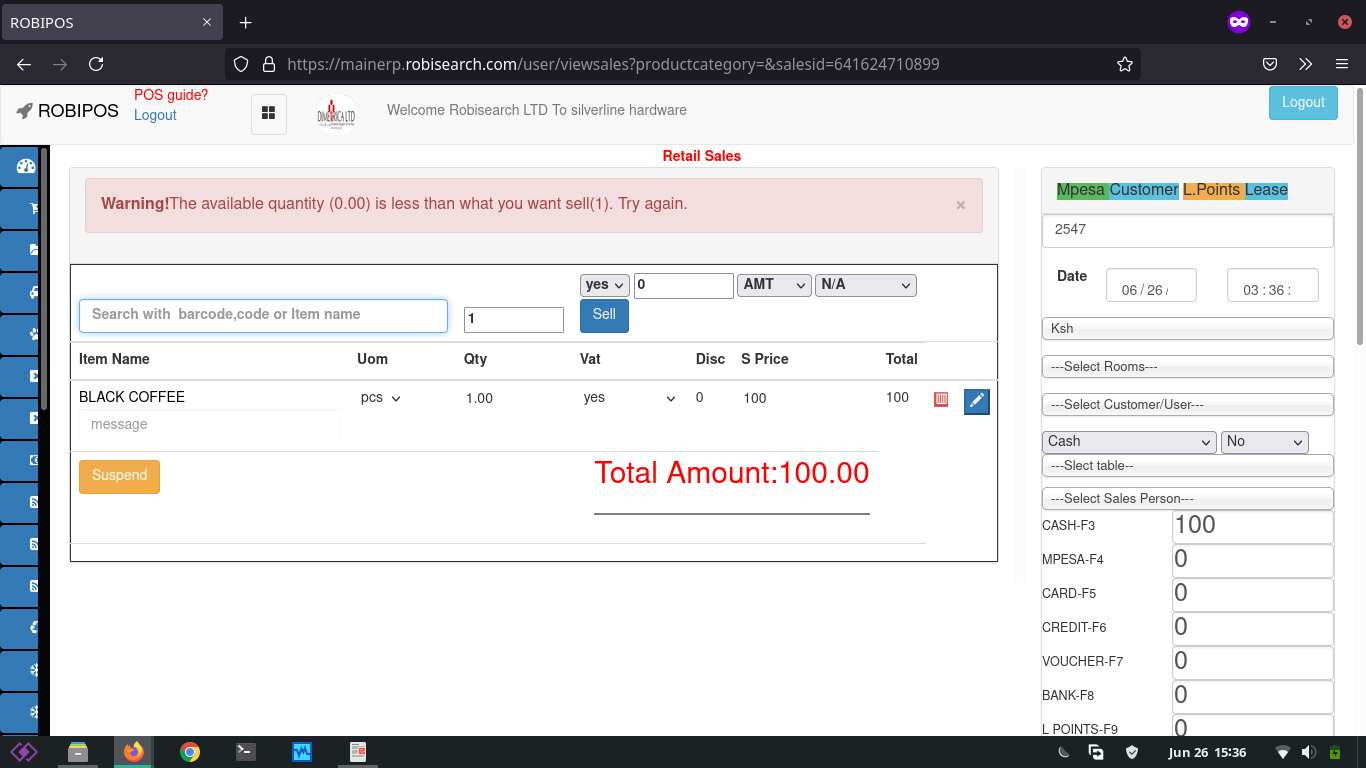 ROBIPOS
https://mainerp.robisearch.com/user/viewsales?productcategory=&salesid=641624710899
ROBIPOS
POS guide?
Logout
DIMERICA LTD
Welcome Robisearch LTD To silverline hardware
Logout
Retail Sales
Warning!The available quantity (0.00) is less than what you want sell(1). Try again.
×
yes 0 AMT N/A
Search with barcode,code or Item name 1 Sell
Item Name Uom Qty Vat Disc S Price Total
BLACK COFFEE pcs 1.00 yes 0 100 100
message
Suspend
Total Amount:100.00
Mpesa Customer L.Points Lease
2547
Date 06 / 26 / 03 : 36 :
Ksh
---Select Rooms---
---Select Customer/User---
Cash No
---Slect table--
---Select Sales Person---
CASH-F3 100
MPESA-F4 0
CARD-F5 0
CREDIT-F6 0
VOUCHER-F7 0
BANK-F8 0
L POINTS-F9 0
Jun 26 15:36